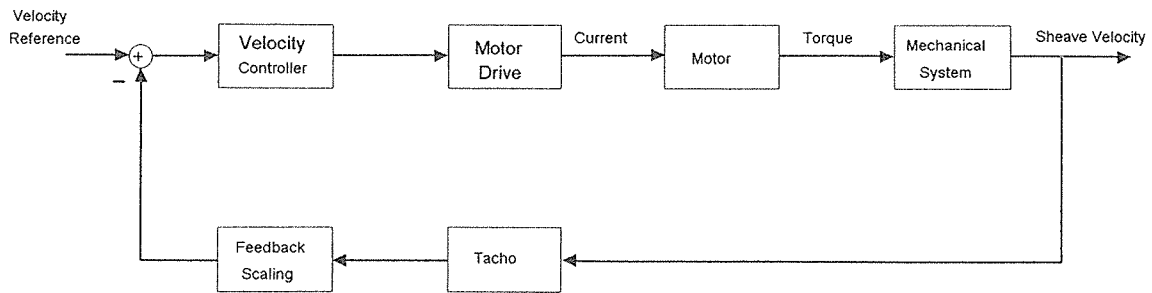 Velocity
Reference
+
−
Velocity
Controller
Motor
Drive
Current
Motor
Torque
Mechanical
System
Sheave Velocity
Feedback
Scaling
Tacho